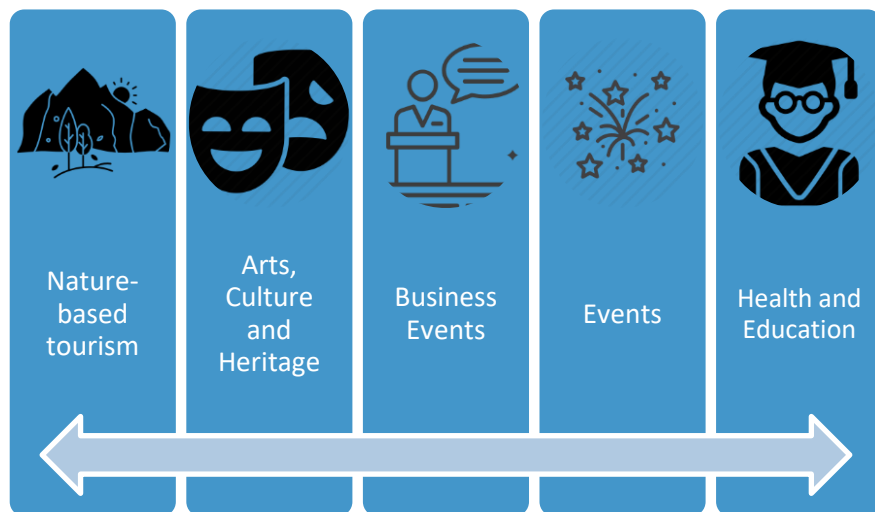 Nature-
based
tourism
Arts,
Culture
and
Heritage
Business
Events
Events
Health and
Education